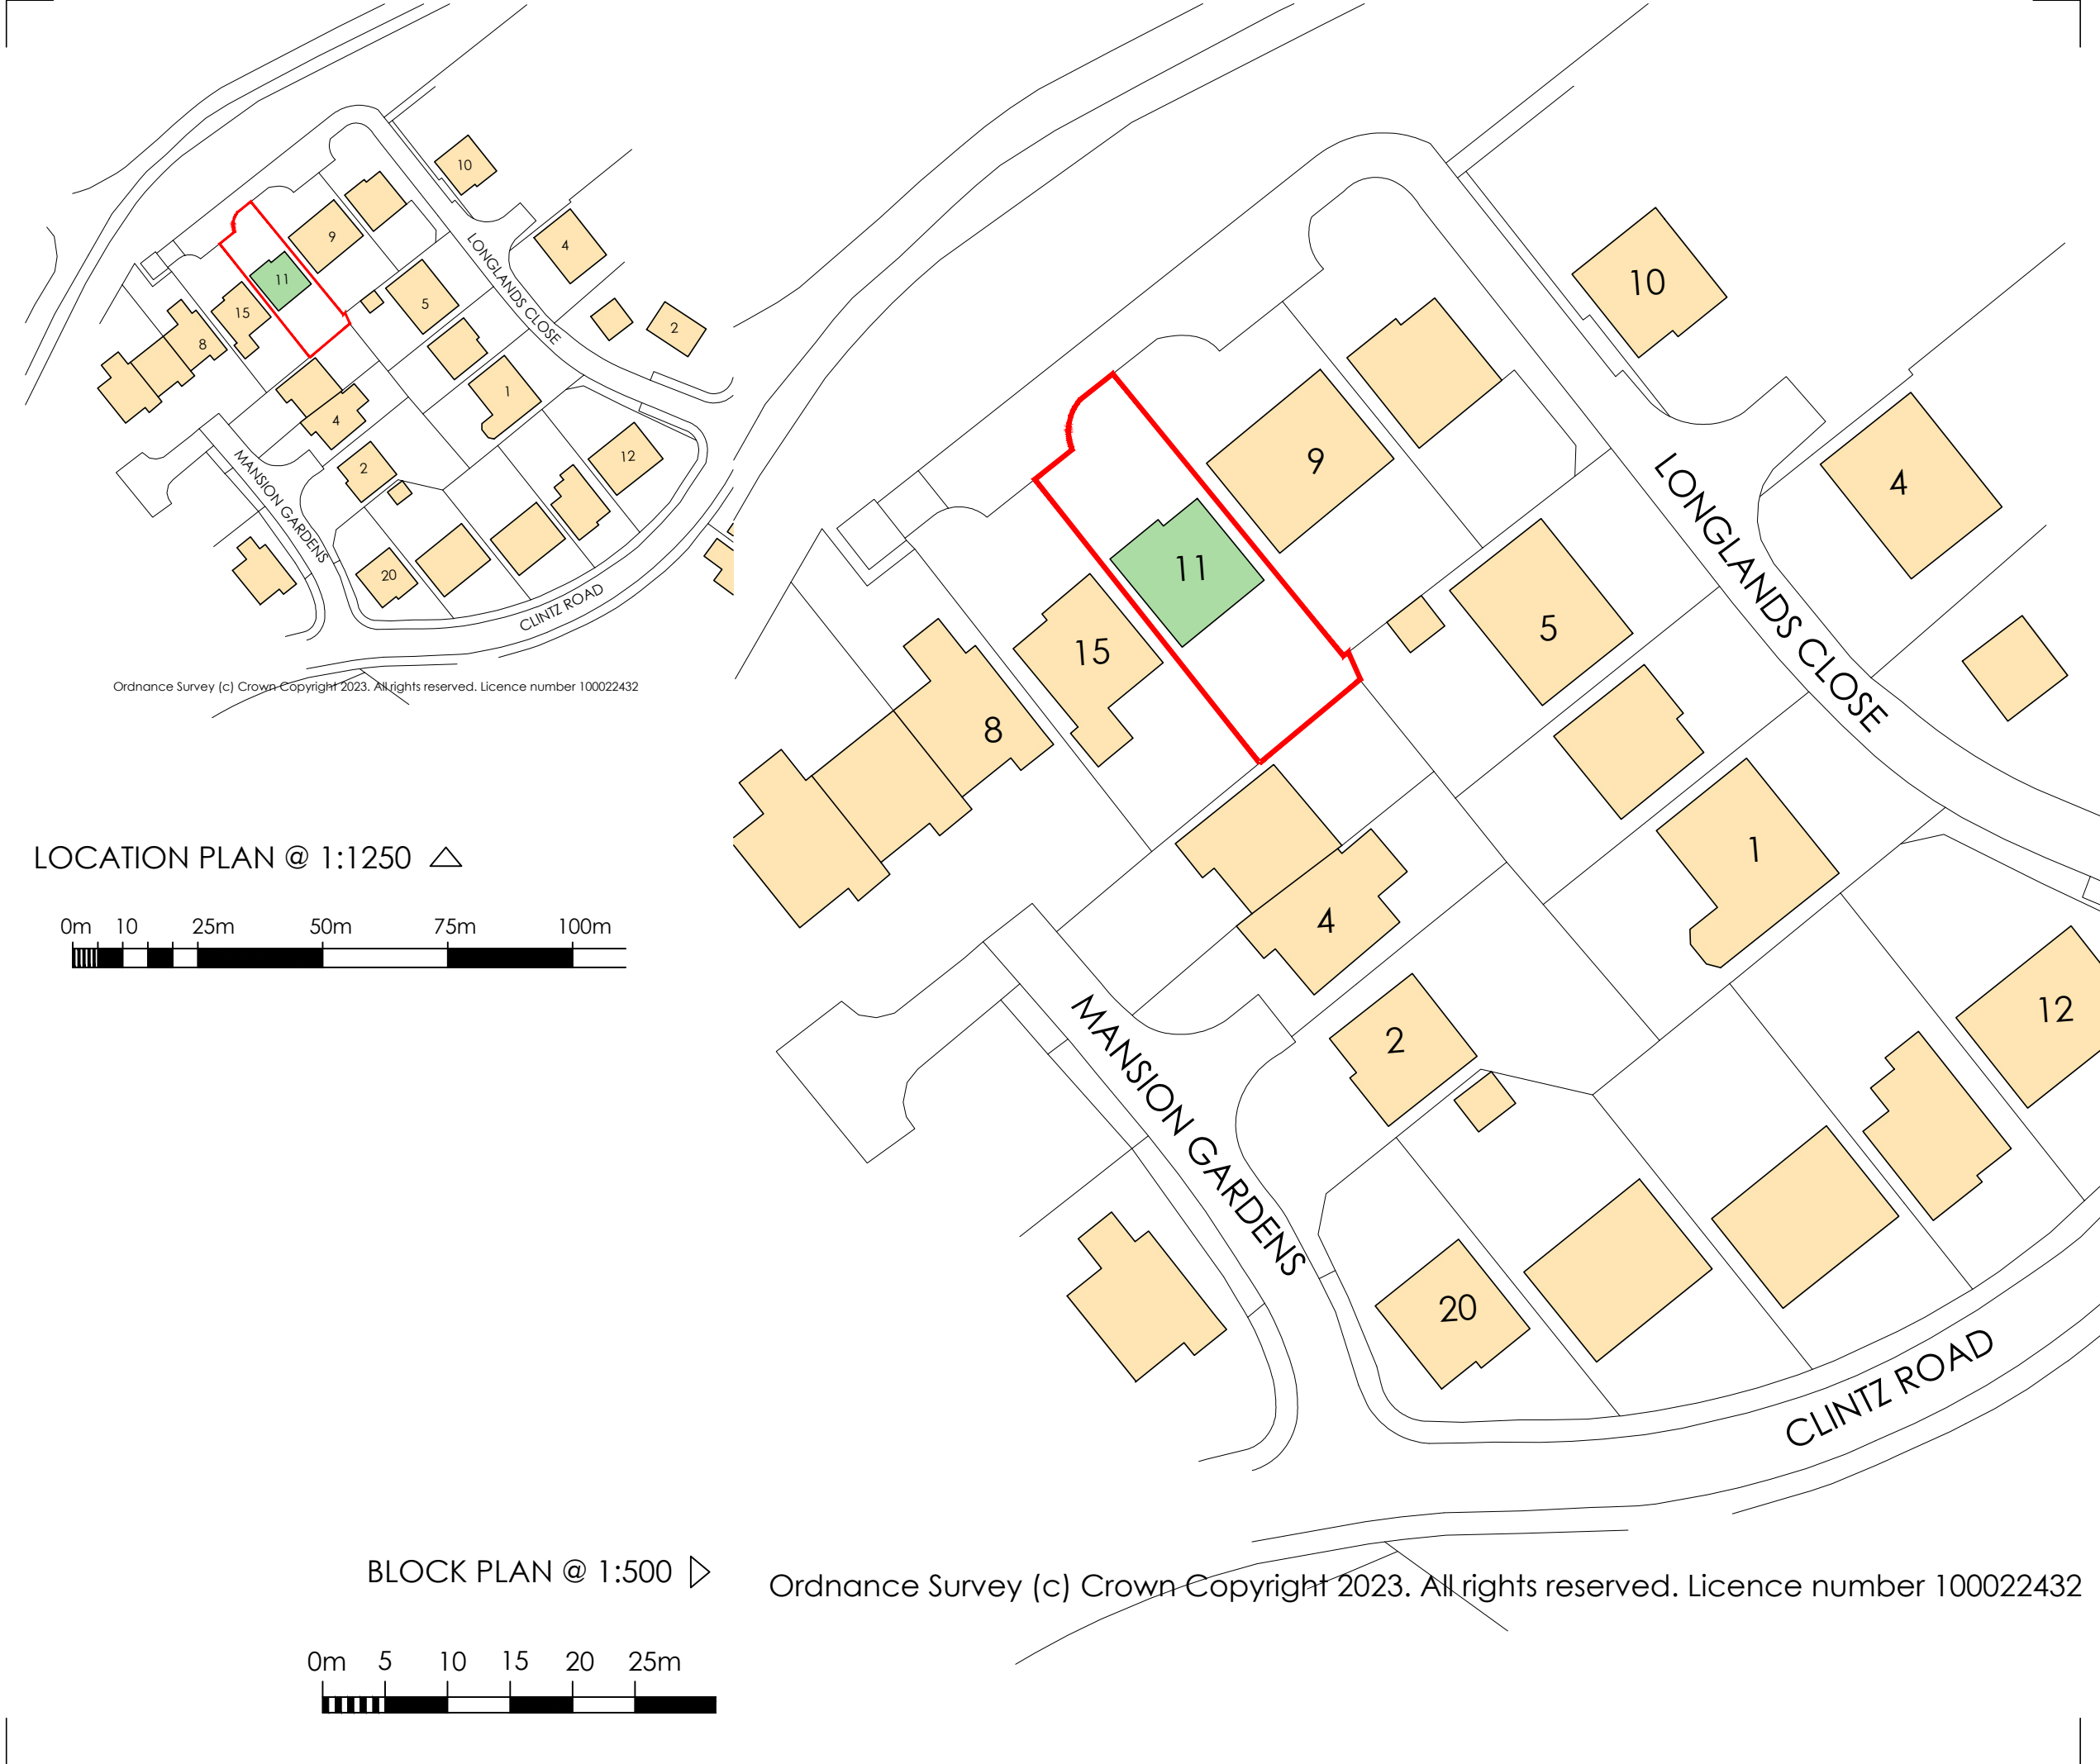 10
9
4
11
LONGLANDS CLOSE
15
5
2
8
1
4
12
2
MANSION GARDENS
20
CLINTZ ROAD
Ordnance Survey (c) Crown Copyright 2023. All rights reserved. Licence number 100022432
LOCATION PLAN @ 1:1250
0m 10 25m 50m 75m 100m
10
9
4
11
LONGLANDS CLOSE
5
15
8
1
4
12
2
MANSION GARDENS
20
CLINTZ ROAD
BLOCK PLAN @ 1:500
Ordnance Survey (c) Crown Copyright 2023. All rights reserved. Licence number 100022432
0m 5 10 15 20 25m